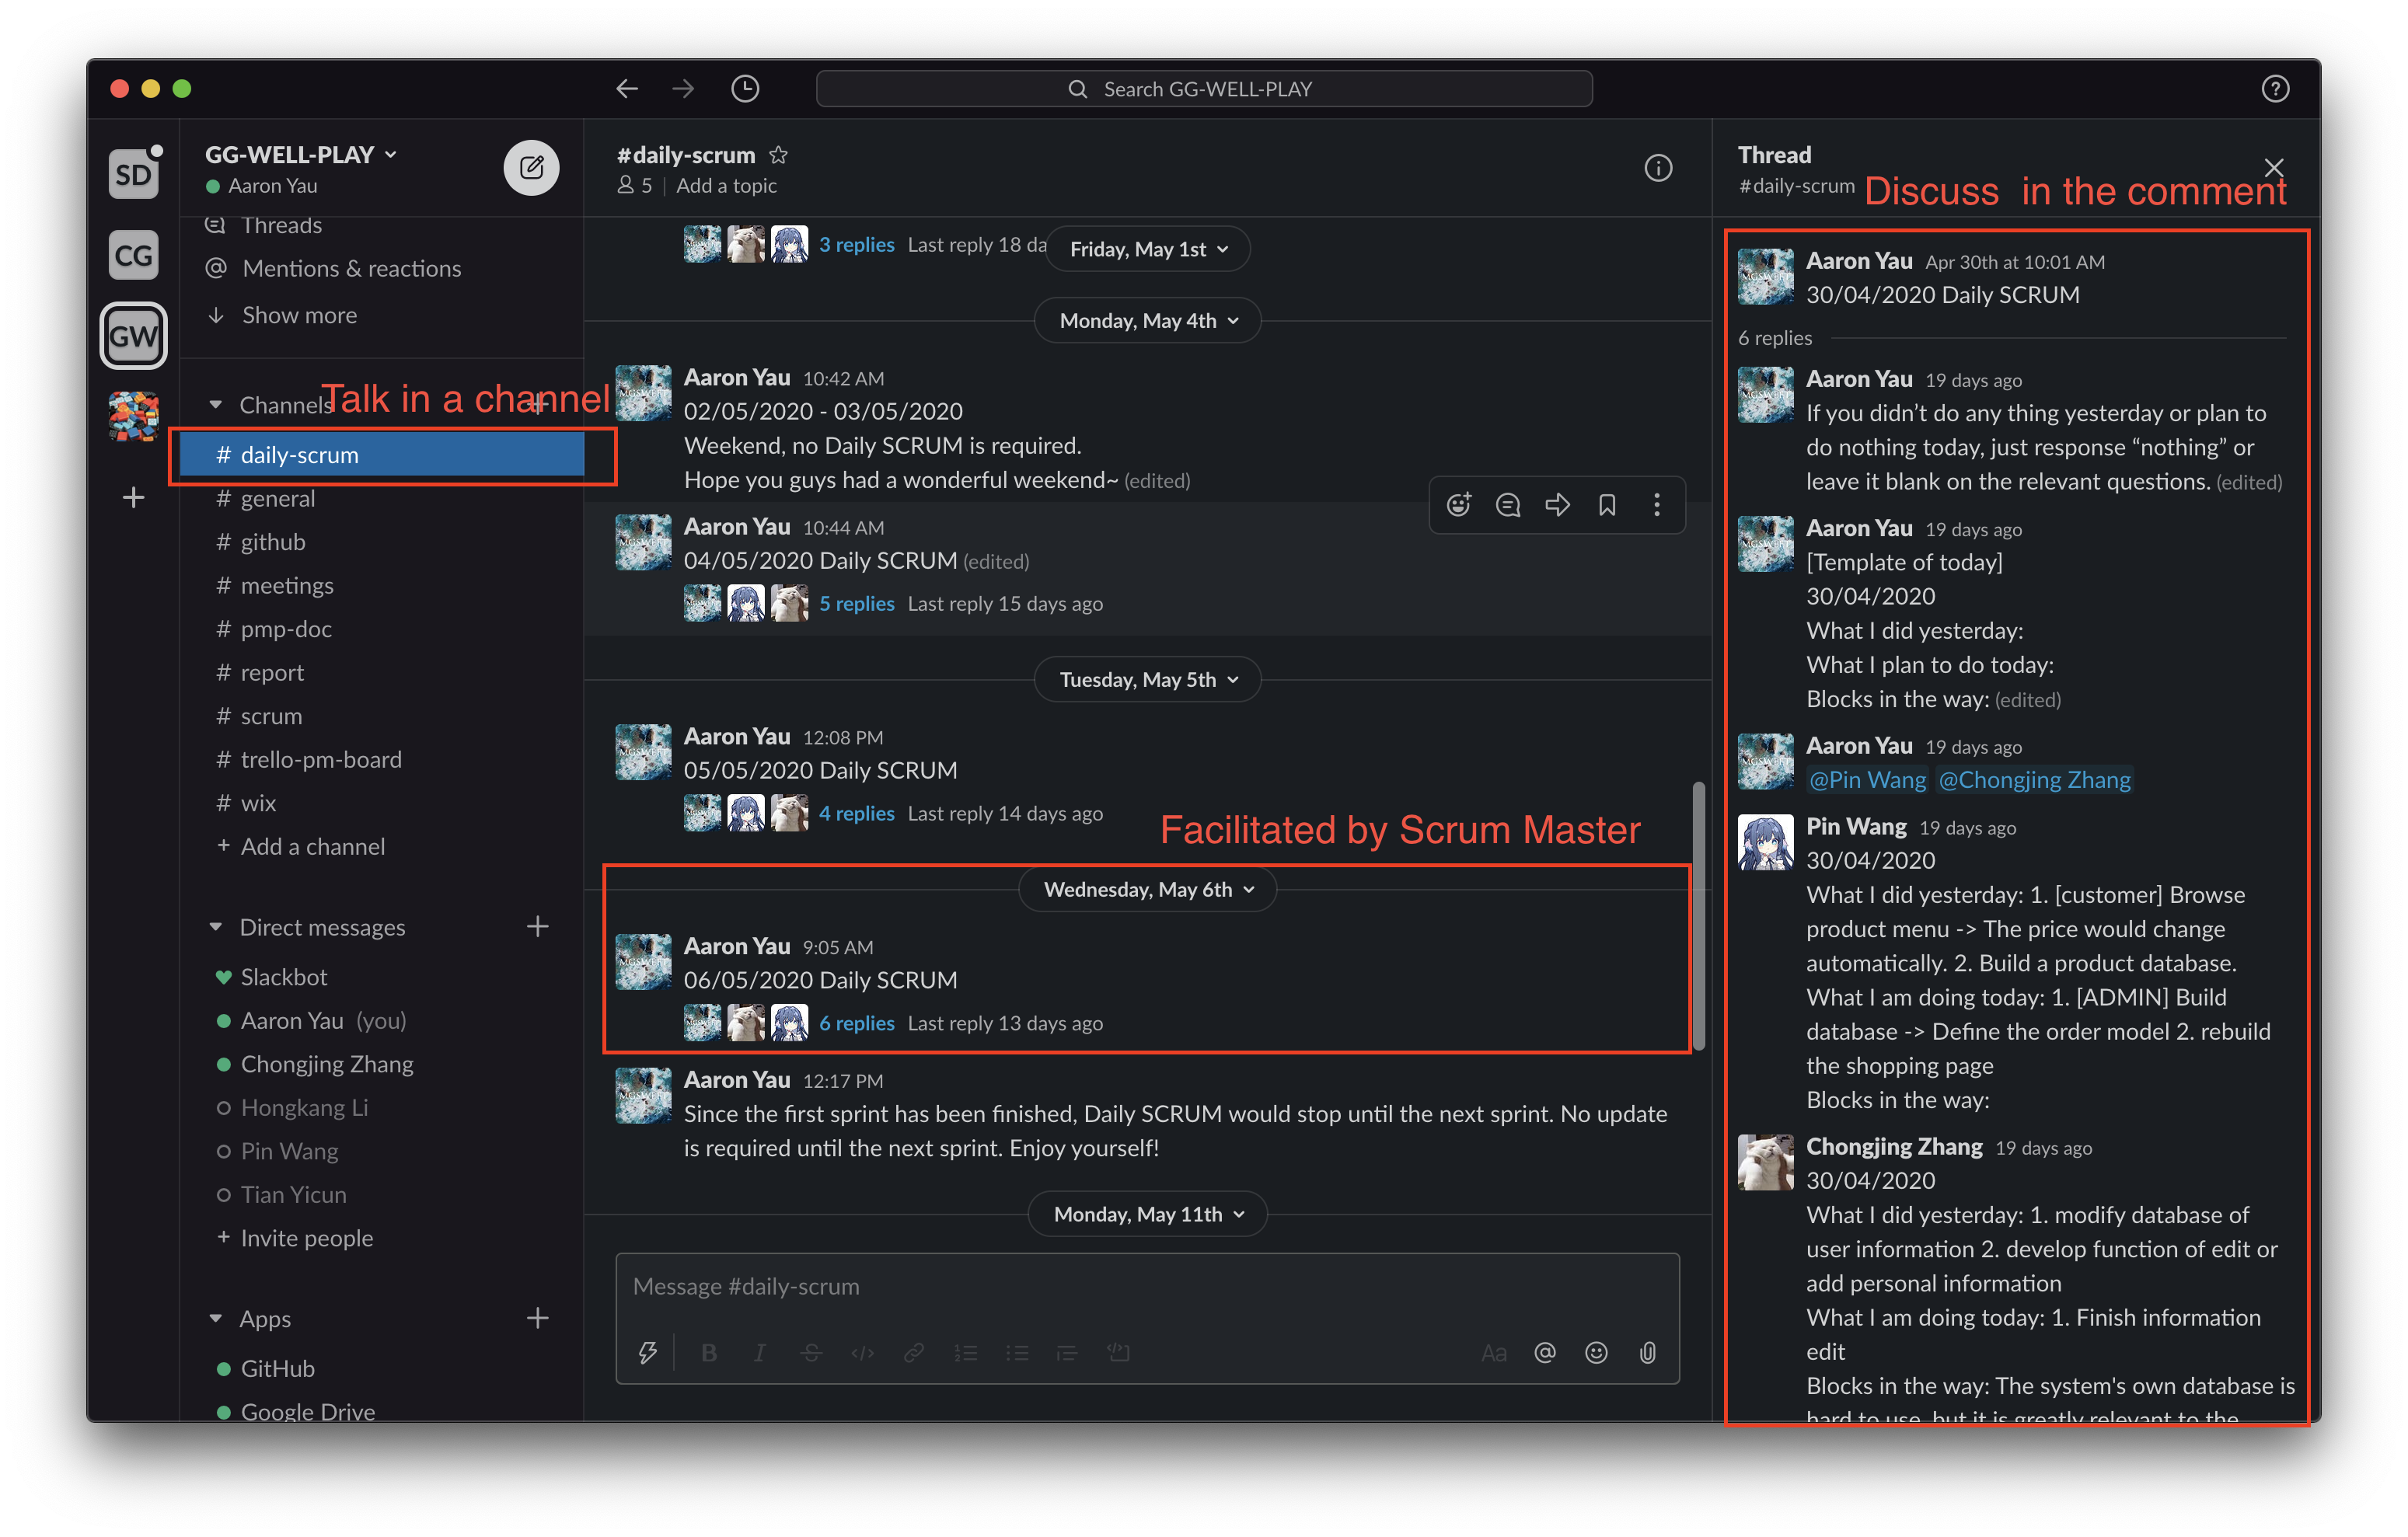 Search GG-WELL-PLAY
SD
CG
GW
GG-WELL-PLAY
Aaron Yau
Threads
Mentions & reactions
Show more
Channels
Talk in a channel
# daily-scrum
# general
# github
# meetings
# pmp-doc
# report
# scrum
# trello-pm-board
# wix
+ Add a channel
Direct messages
Slackbot
Aaron Yau (you)
Chongjing Zhang
Hongkang Li
Pin Wang
Tian Yicun
+ Invite people
Apps
GitHub
Google Drive
#daily-scrum
5 | Add a topic
3 replies Last reply 18 da
Friday, May 1st
Monday, May 4th
Aaron Yau 10:42 AM
02/05/2020 - 03/05/2020
Weekend, no Daily SCRUM is required.
Hope you guys had a wonderful weekend~ (edited)
Aaron Yau 10:44 AM
04/05/2020 Daily SCRUM (edited)
5 replies Last reply 15 days ago
Tuesday, May 5th
Aaron Yau 12:08 PM
05/05/2020 Daily SCRUM
4 replies Last reply 14 days ago
Facilitated by Scrum Master
Wednesday, May 6th
Aaron Yau 9:05 AM
06/05/2020 Daily SCRUM
6 replies Last reply 13 days ago
Aaron Yau 12:17 PM
Since the first sprint has been finished, Daily SCRUM would stop until the next sprint. No update
is required until the next sprint. Enjoy yourself!
Monday, May 11th
Message #daily-scrum
Aa
Thread
#daily-scrum
Discuss in the comment
Aaron Yau Apr 30th at 10:01 AM
30/04/2020 Daily SCRUM
6 replies
Aaron Yau 19 days ago
If you didn’t do any thing yesterday or plan to
do nothing today, just response “nothing” or
leave it blank on the relevant questions. (edited)
Aaron Yau 19 days ago
[Template of today]
30/04/2020
What I did yesterday:
What I plan to do today:
Blocks in the way: (edited)
Aaron Yau 19 days ago
@Pin Wang @Chongjing Zhang
Pin Wang 19 days ago
30/04/2020
What I did yesterday: 1. [customer] Browse
product menu -> The price would change
automatically. 2. Build a product database.
What I am doing today: 1. [ADMIN] Build
database -> Define the order model 2. rebuild
the shopping page
Blocks in the way:
Chongjing Zhang 19 days ago
30/04/2020
What I did yesterday: 1. modify database of
user information 2. develop function of edit or
add personal information
What I am doing today: 1. Finish information
edit
Blocks in the way: The system's own database is
hard to use, but it is greatly relevant to the